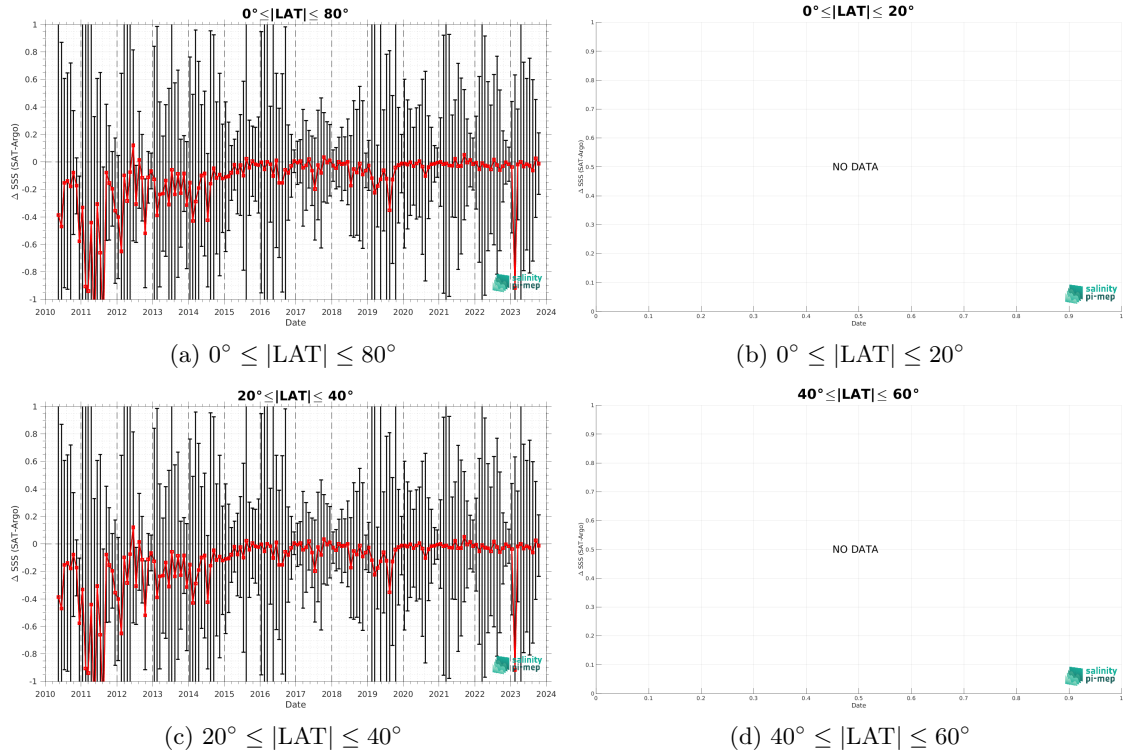 0°≤|LAT|≤ 80°
Δ SSS (SAT-Argo)
1
0.8
0.6
0.4
0.2
0
-0.2
-0.4
-0.6
-0.8
-1
2010 2011 2012 2013 2014 2015 2016 2017 2018 2019 2020 2021 2022 2023 2024
Date
salinity
pi-mep
(a) 0° ≤ |LAT| ≤ 80°
0°≤|LAT|≤ 20°
Δ SSS (SAT-Argo)
1
0.9
0.8
0.7
0.6
0.5
0.4
0.3
0.2
0.1
0
NO DATA
0 0.1 0.2 0.3 0.4 0.5 0.6 0.7 0.8 0.9 1
Date
salinity
pi-mep
(b) 0° ≤ |LAT| ≤ 20°
20°≤|LAT|≤ 40°
Δ SSS (SAT-Argo)
1
0.8
0.6
0.4
0.2
0
-0.2
-0.4
-0.6
-0.8
-1
2010 2011 2012 2013 2014 2015 2016 2017 2018 2019 2020 2021 2022 2023 2024
Date
salinity
pi-mep
(c) 20° ≤ |LAT| ≤ 40°
40°≤|LAT|≤ 60°
Δ SSS (SAT-Argo)
1
0.9
0.8
0.7
0.6
0.5
0.4
0.3
0.2
0.1
0
NO DATA
0 0.1 0.2 0.3 0.4 0.5 0.6 0.7 0.8 0.9 1
Date
salinity
pi-mep
(d) 40° ≤ |LAT| ≤ 60°